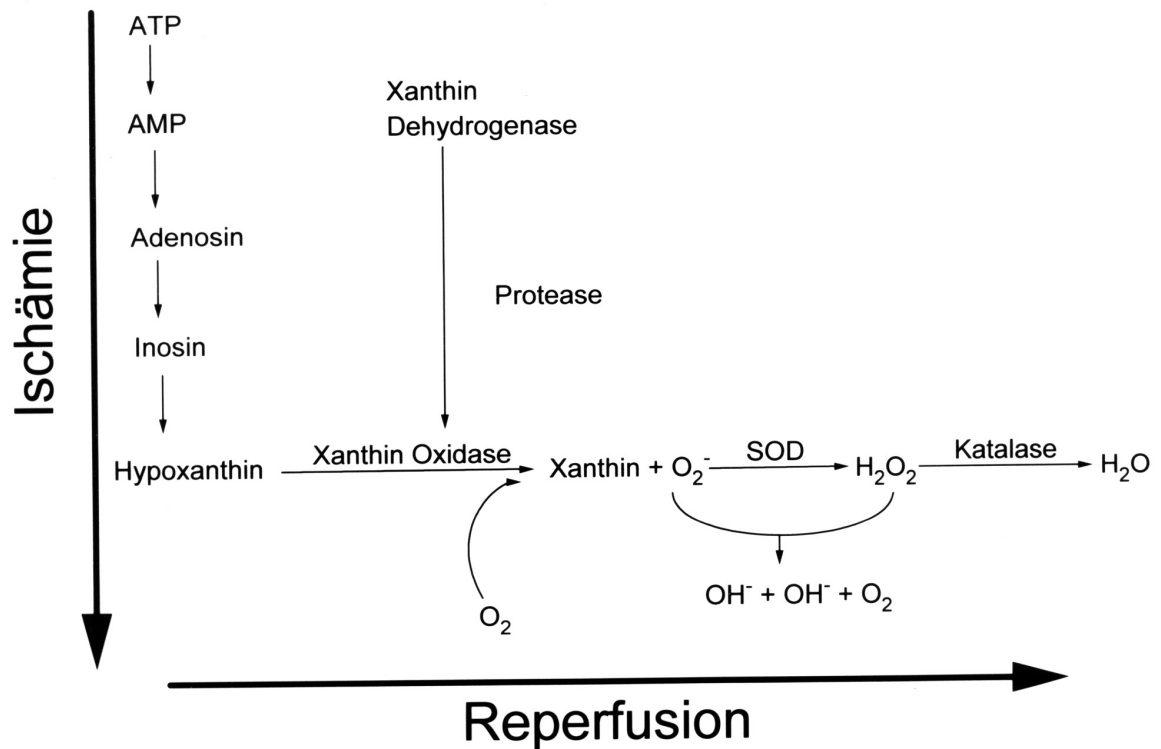 ATP
Xanthin
Dehydrogenase
AMP
Adenosin
Protease
Inosin
Hypoxanthin
Xanthin Oxidase
Xanthin + O₂⁻
SOD
H₂O₂
Katalase
H₂O
O₂
OH⁻ + OH⁻ + O₂
Ischämie
Reperfusion